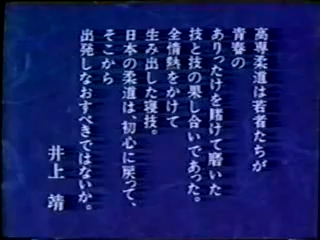 高専柔道は若者たちが
青春の
ありったけを賭けて磨いた
技と技の果し合いであった。
全情熱をかけて
生み出した寝技。
日本の柔道は、初心に戻って、
そこから
出発しなおすべきではないか。
井上 靖